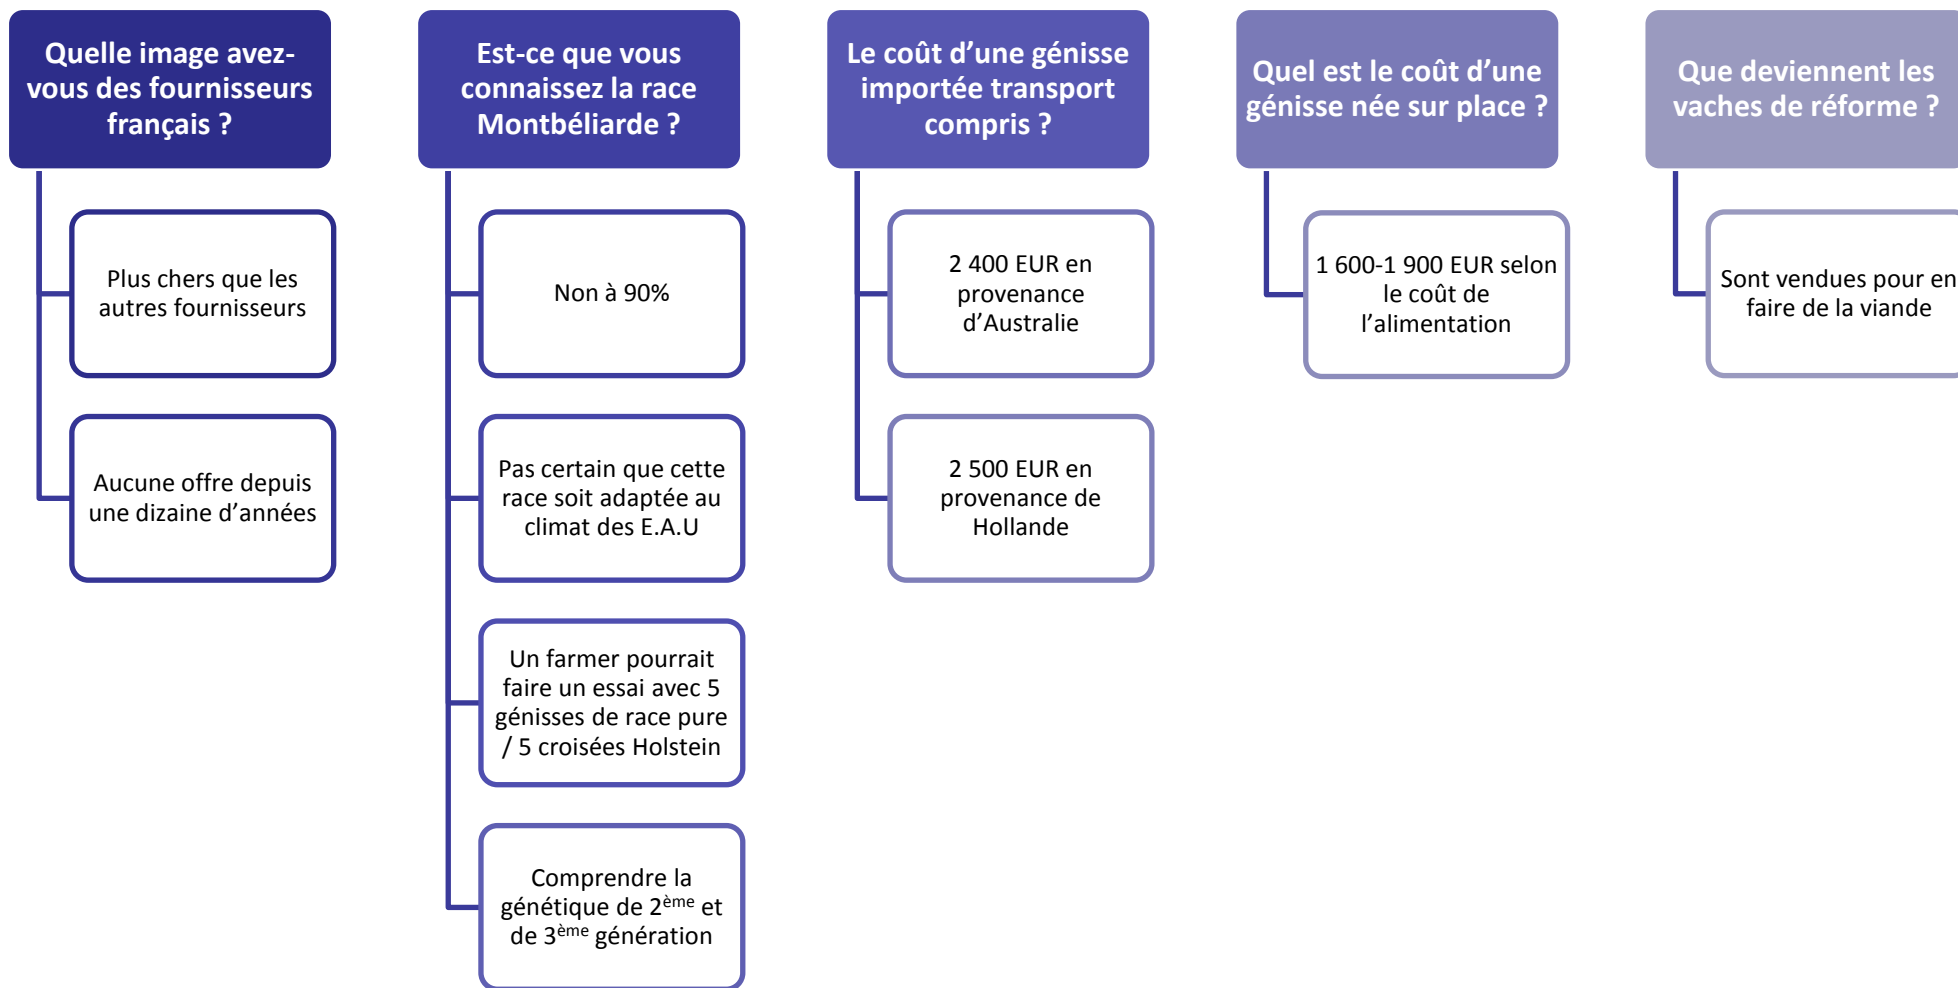 Quelle image avez-
vous des fournisseurs
français ?
Plus chers que les
autres fournisseurs
Aucune offre depuis
une dizaine d’années
Est-ce que vous
connaissez la race
Montbéliarde ?
Non à 90%
Pas certain que cette
race soit adaptée au
climat des E.A.U
Un farmer pourrait
faire un essai avec 5
génisses de race pure
/ 5 croisées Holstein
Comprendre la
génétique de 2ème et
de 3ème génération
Le coût d’une génisse
importée transport
compris ?
2 400 EUR en
provenance
d’Australie
2 500 EUR en
provenance de
Hollande
Quel est le coût d’une
génisse née sur place ?
1 600-1 900 EUR selon
le coût de
l’alimentation
Que deviennent les
vaches de réforme ?
Sont vendues pour en
faire de la viande